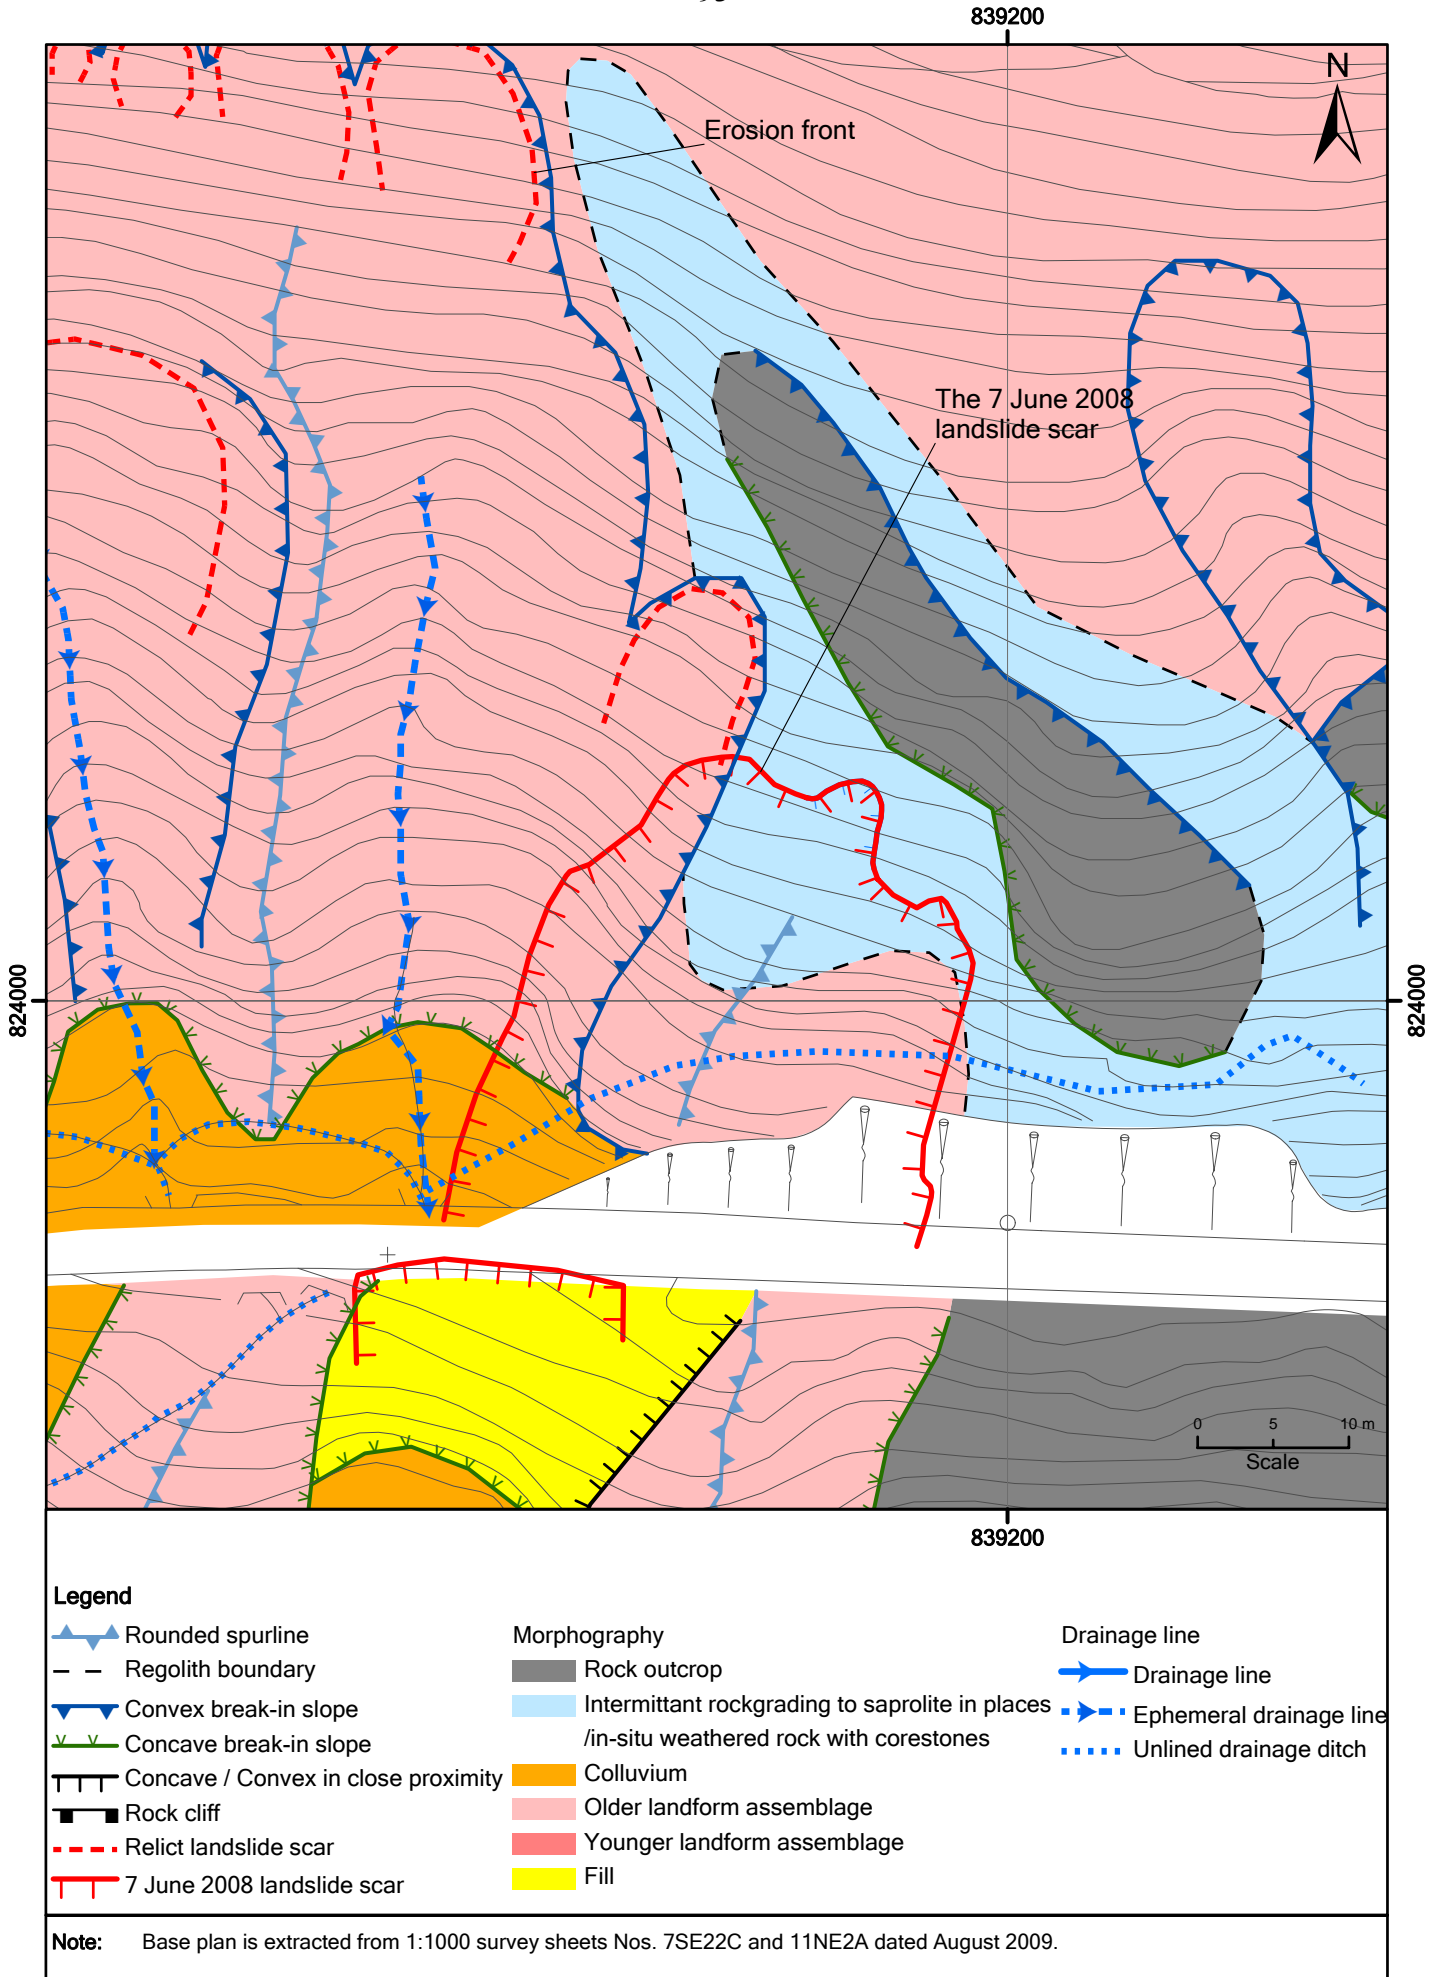 839200
N
Erosion front
The 7 June 2008
landslide scar
824000
824000
0 5 10 m
Scale
839200
Legend
Rounded spurline
Regolith boundary
Convex break-in slope
Concave break-in slope
Concave / Convex in close proximity
Rock cliff
Relict landslide scar
7 June 2008 landslide scar
Morphography
Rock outcrop
Intermittant rockgrading to saprolite in places
/in-situ weathered rock with corestones
Colluvium
Older landform assemblage
Younger landform assemblage
Fill
Drainage line
Drainage line
Ephemeral drainage line
Unlined drainage ditch
Note: Base plan is extracted from 1:1000 survey sheets Nos. 7SE22C and 11NE2A dated August 2009.